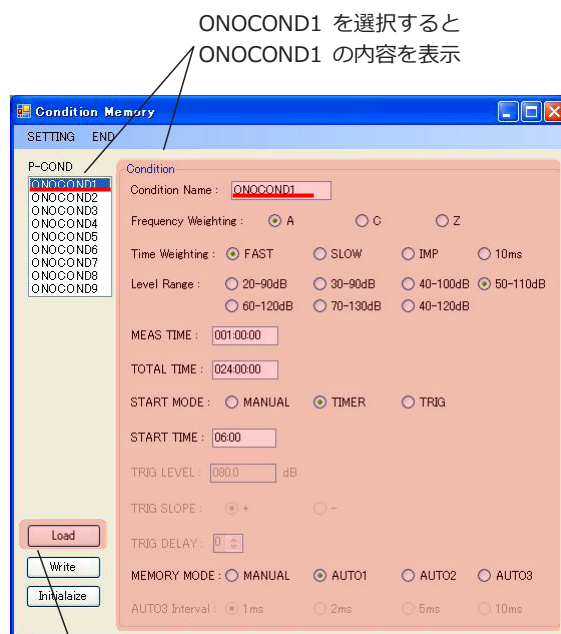 ONOCOND1 を選択すると
ONOCOND1 の内容を表示
Condition Memory
SETTING END
P-COND
ONOCOND1
ONOCOND2
ONOCOND3
ONOCOND4
ONOCOND5
ONOCOND6
ONOCOND7
ONOCOND8
ONOCOND9
Load
Write
Initjalaize
Condition
Condition Name : ONOCOND1
Frequency Weighting : A C Z
Time Weighting : FAST SLOW IMP 10ms
Level Range : 20-90dB 30-90dB 40-100dB 50-110dB
60-120dB 70-130dB 40-120dB
MEAS TIME : 001:00:00
TOTAL TIME : 024:00:00
START MODE : MANUAL TIMER TRIG
START TIME : 06:00
TRIG LEVEL : 080.0 dB
TRIG SLOPE : + -
TRIG DELAY : 0
MEMORY MODE : MANUAL AUTO1 AUTO2 AUTO3
AUTO3 Interval : 1ms 2ms 5ms 10ms